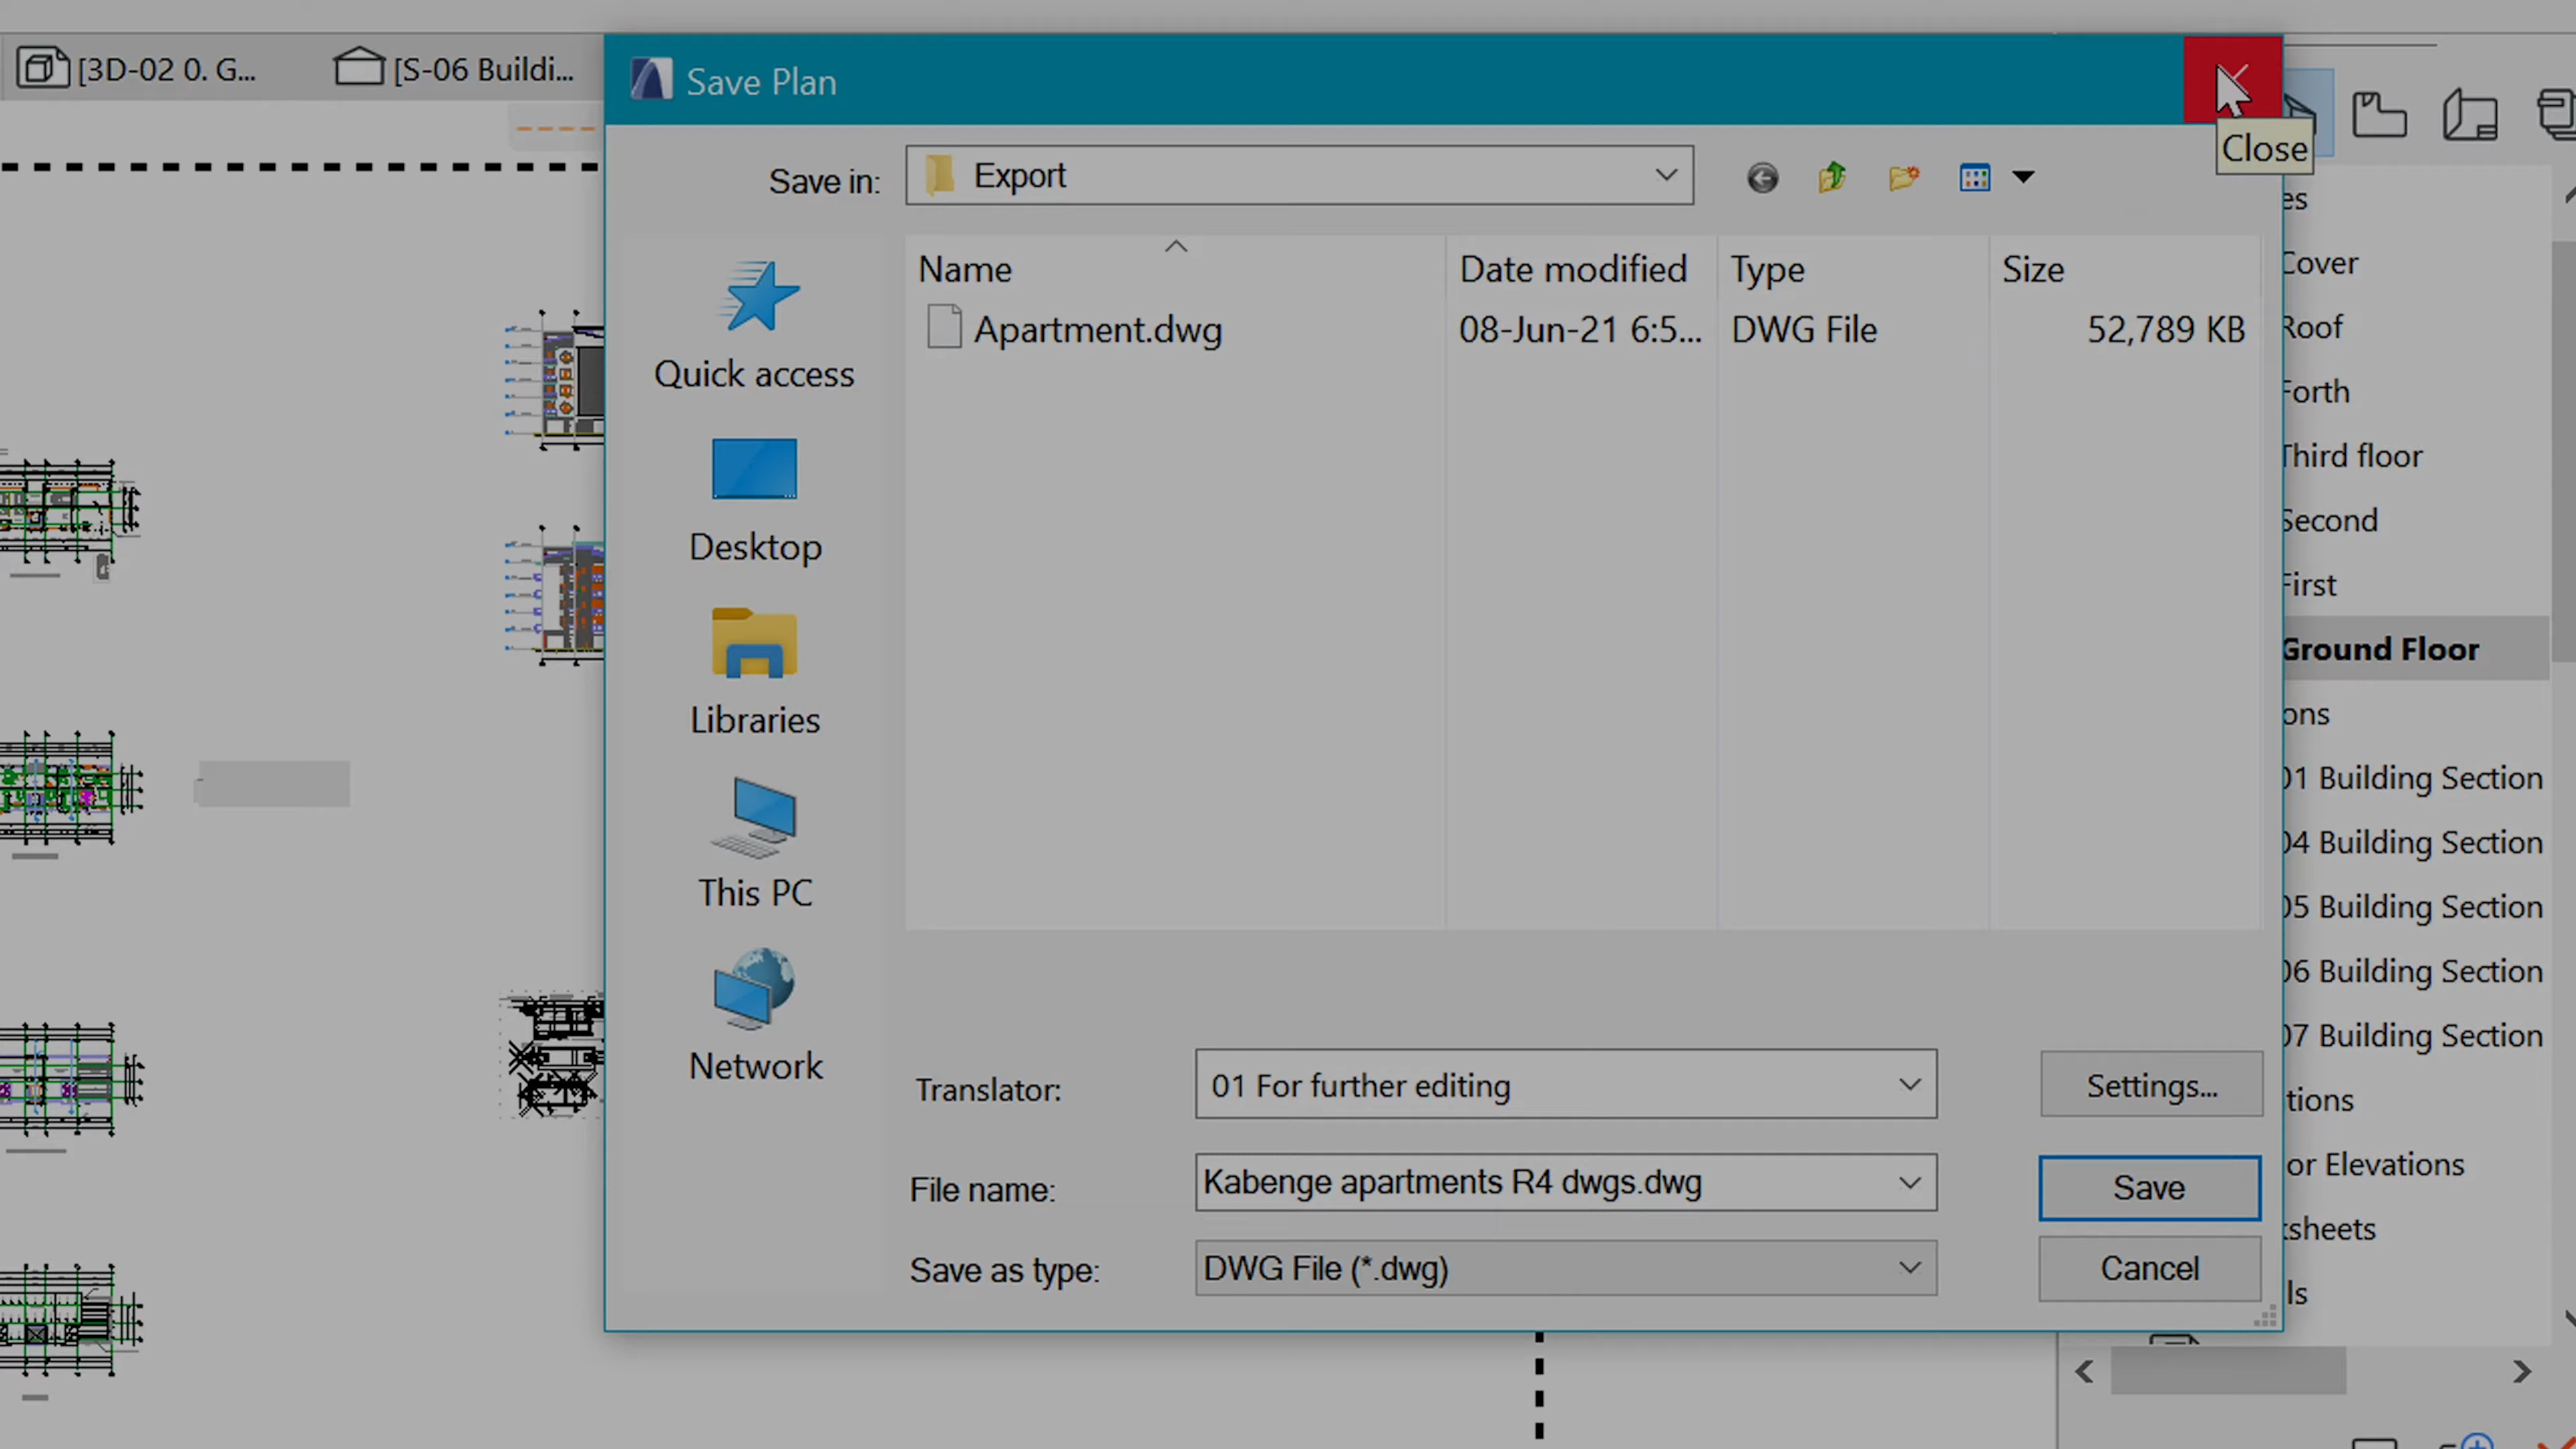 [3D-02 0. G...
[S-06 Buildi...
Save Plan
Close
Save in:
Export
Name
Date modified
Type
Size
Apartment.dwg
08-Jun-21 6:5...
DWG File
52,789 KB
Quick access
Desktop
Libraries
This PC
Network
Translator:
01 For further editing
Settings...
File name:
Kabenge apartments R4 dwgs.dwg
Save
Save as type:
DWG File (*.dwg)
Cancel
es
Cover
Roof
Forth
Third floor
Second
First
Ground Floor
ons
01 Building Section
04 Building Section
05 Building Section
06 Building Section
07 Building Section
tions
or Elevations
ksheets
ls